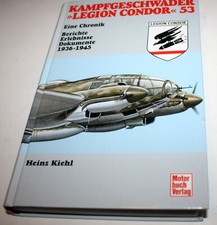 KAMPFGESCHWADER
»LEGION CONDOR« 53
Eine Chronik
Berichte
Erlebnisse
Dokumente
1936-1945
LEGION CONDOR
Heinz Kiehl
Motor
buch
Verlag